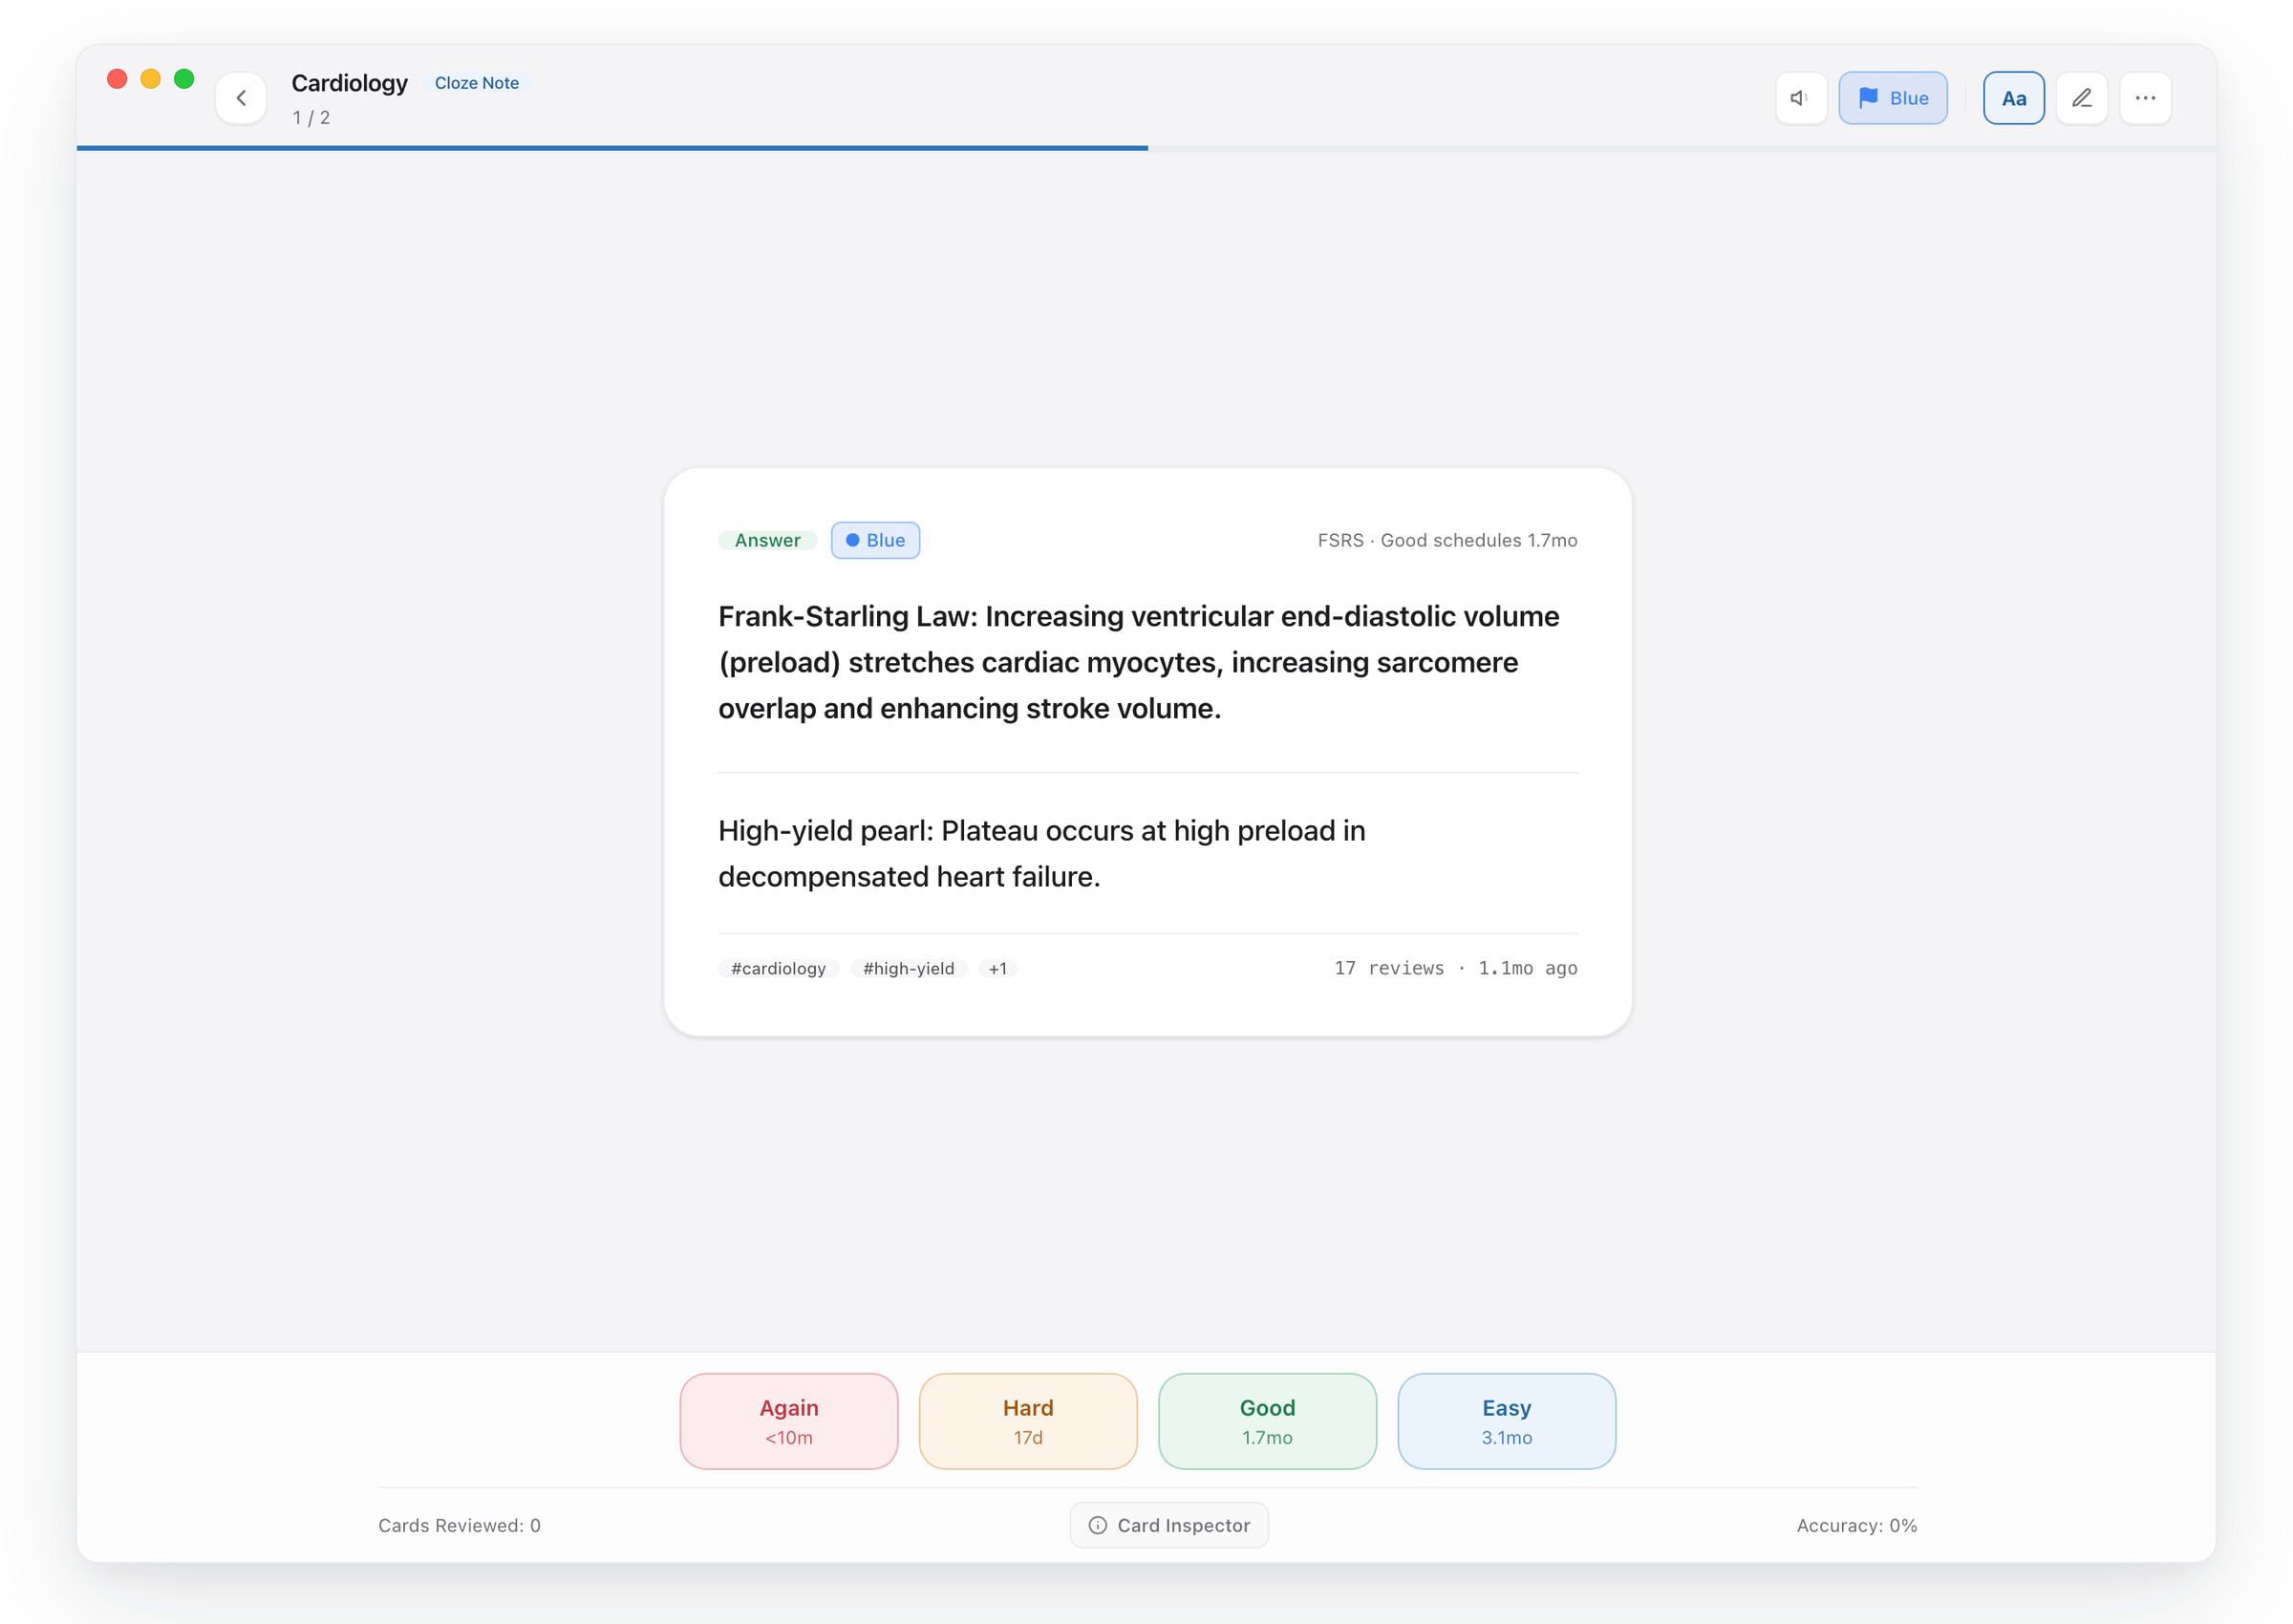 Cardiology Cloze Note
1 / 2
Blue
Aa
Answer Blue FSRS · Good schedules 1.7mo
Frank-Starling Law: Increasing ventricular end-diastolic volume
(preload) stretches cardiac myocytes, increasing sarcomere
overlap and enhancing stroke volume.
High-yield pearl: Plateau occurs at high preload in
decompensated heart failure.
#cardiology #high-yield +1 17 reviews · 1.1mo ago
Again Hard Good Easy
<10m 17d 1.7mo 3.1mo
Cards Reviewed: 0 Card Inspector Accuracy: 0%